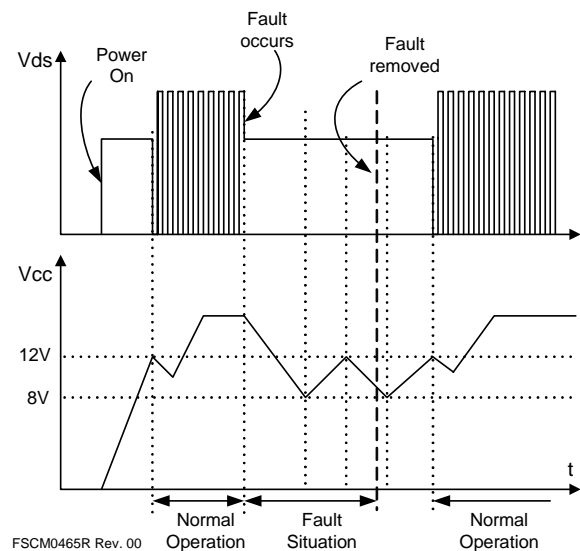 Fault
occurs
Power
On
Fault
removed
Vds
Vcc
12V
8V
t
Normal
Operation
Fault
Situation
Normal
Operation
FSCM0465R Rev. 00